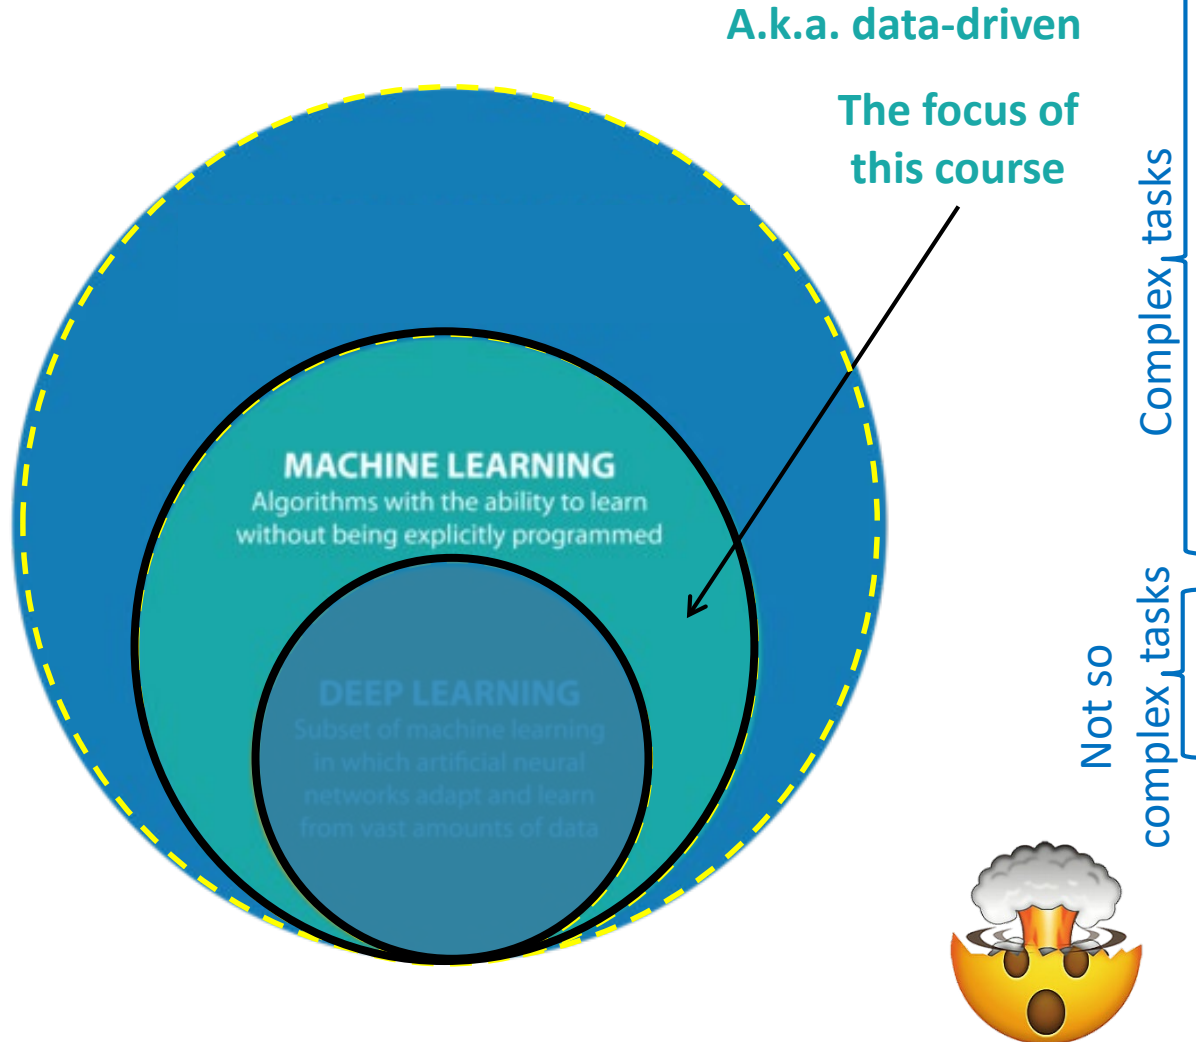 A.k.a. data-driven
The focus of
this course
MACHINE LEARNING
Algorithms with the ability to learn
without being explicitly programmed
DEEP LEARNING
Subset of machine learning
in which artificial neural
networks adapt and learn
from vast amounts of data
Complex tasks
Not so
complex tasks